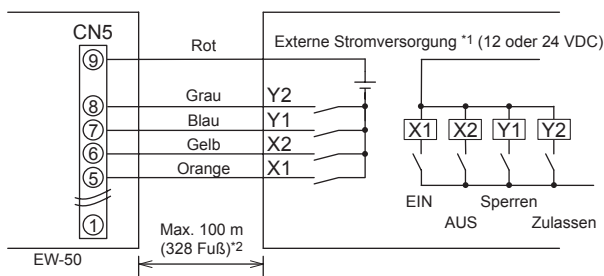 CN5
Rot
Externe Stromversorgung *1 (12 oder 24 VDC)
9
Grau
Y2
8
Blau
Y1
7
Gelb
X2
6
Orange
X1
5
X1 X2 Y1 Y2
EIN
Sperren
AUS
Zulassen
1
Max. 100 m
(328 Fuß)*2
EW-50